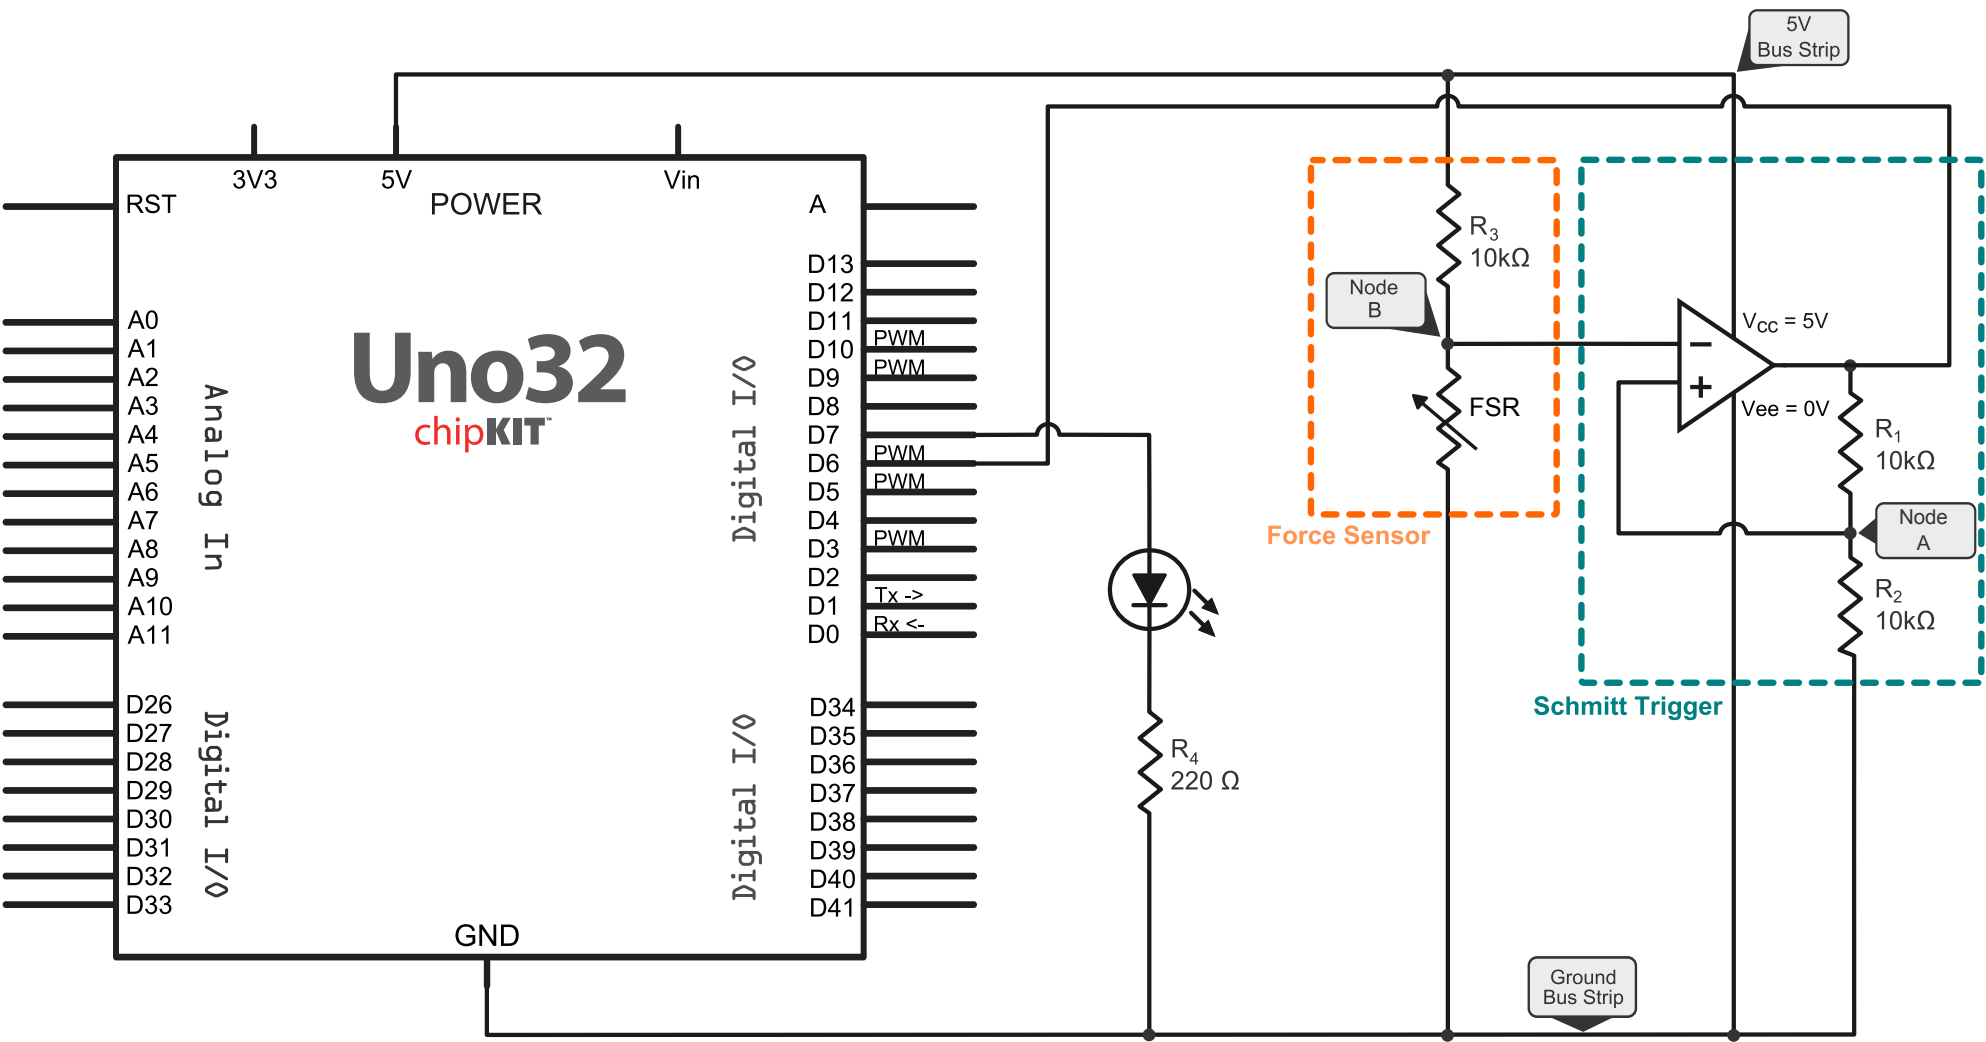 5V
Bus Strip
3V3
5V
Vin
RST
POWER
A
D13
D12
D11
D10
PWM
D9
PWM
D8
D7
D6
PWM
D5
PWM
D4
D3
PWM
D2
D1
Tx ->
D0
Rx <-
A0
A1
A2
A3
A4
A5
A6
A7
A8
A9
A10
A11
Analog In
Uno32
chipKIT™
Digital I/O
D26
D27
D28
D29
D30
D31
D32
D33
Digital I/O
Digital I/O
D34
D35
D36
D37
D38
D39
D40
D41
GND
R4
220 Ω
R3
10kΩ
Node
B
FSR
Force Sensor
VCC = 5V
−
+
Vee = 0V
R1
10kΩ
Node
A
R2
10kΩ
Schmitt Trigger
Ground
Bus Strip